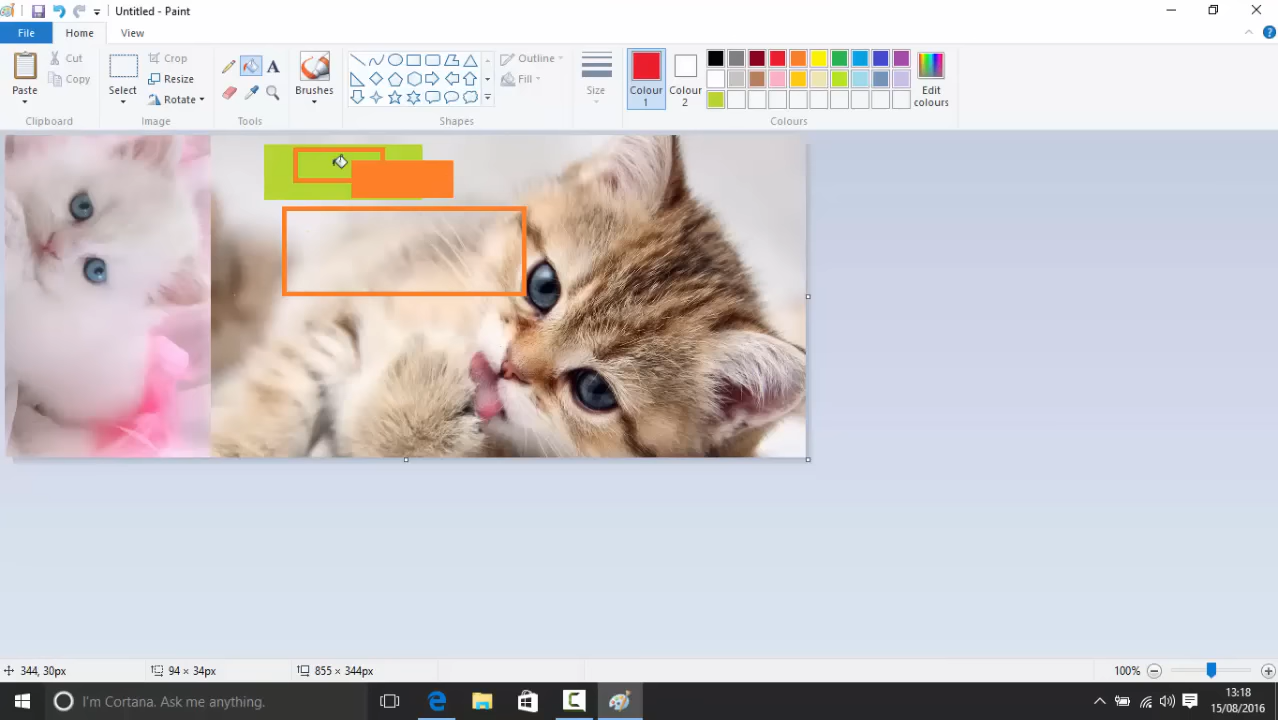 Untitled - Paint
File
Home
View
Paste
Cut
Copy
Clipboard
Select
Crop
Resize
Rotate
Image
A
Tools
Brushes
Outline
Fill
Shapes
Size
Colour 1
Colour 2
Edit colours
Colours
344, 30px
94 × 34px
855 × 344px
100%
I'm Cortana. Ask me anything.
13:18
15/08/2016